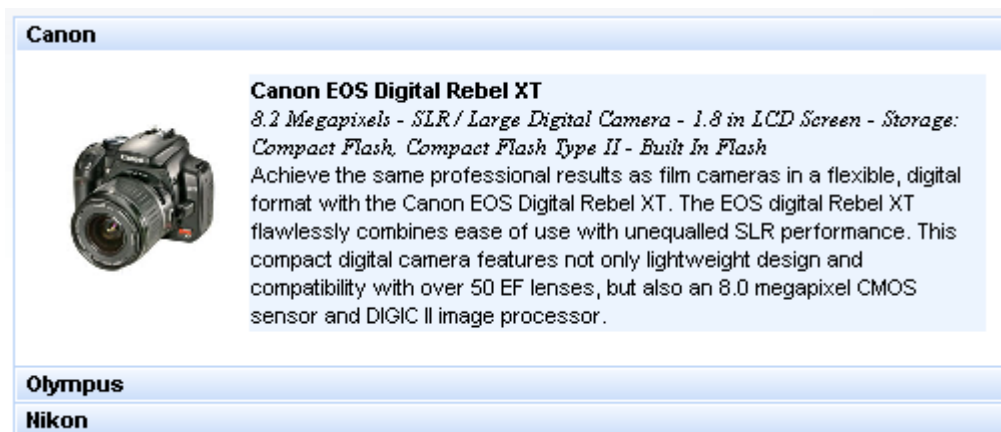 Canon
Canon EOS Digital Rebel XT
8.2 Megapixels - SLR / Large Digital Camera - 1.8 in LCD Screen - Storage:
Compact Flash, Compact Flash Type II - Built In Flash
Achieve the same professional results as film cameras in a flexible, digital
format with the Canon EOS Digital Rebel XT. The EOS digital Rebel XT
flawlessly combines ease of use with unequalled SLR performance. This
compact digital camera features not only lightweight design and
compatibility with over 50 EF lenses, but also an 8.0 megapixel CMOS
sensor and DIGIC II image processor.
Canon
Olympus
Nikon